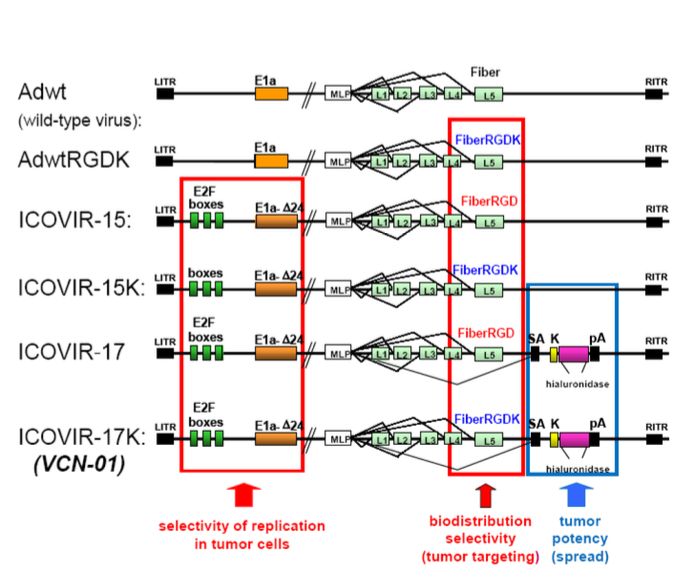 Fiber
LITR E1a RITR
Adwt MLP L1 L2 L3 L4 L5
(wild-type virus):
FiberRGDK
LITR E1a RITR
AdwtRGDK MLP L1 L2 L3 L4 L5
E2F
boxes FiberRGD
LITR E1a- Δ24 RITR
ICOVIR-15: MLP L1 L2 L3 L4 L5
boxes FiberRGDK
LITR E1a- Δ24 RITR
ICOVIR-15K: MLP L1 L2 L3 L4 L5
E2F
boxes FiberRGD
LITR E1a- Δ24 SA K pA RITR
ICOVIR-17 MLP L1 L2 L3 L4 L5
hialuronidase
E2F
boxes FiberRGDK
LITR E1a- Δ24 SA K pA RITR
ICOVIR-17K: MLP L1 L2 L3 L4 L5
(VCN-01) hialuronidase
selectivity of replication
in tumor cells
biodistribution
selectivity
(tumor targeting)
tumor
potency
(spread)